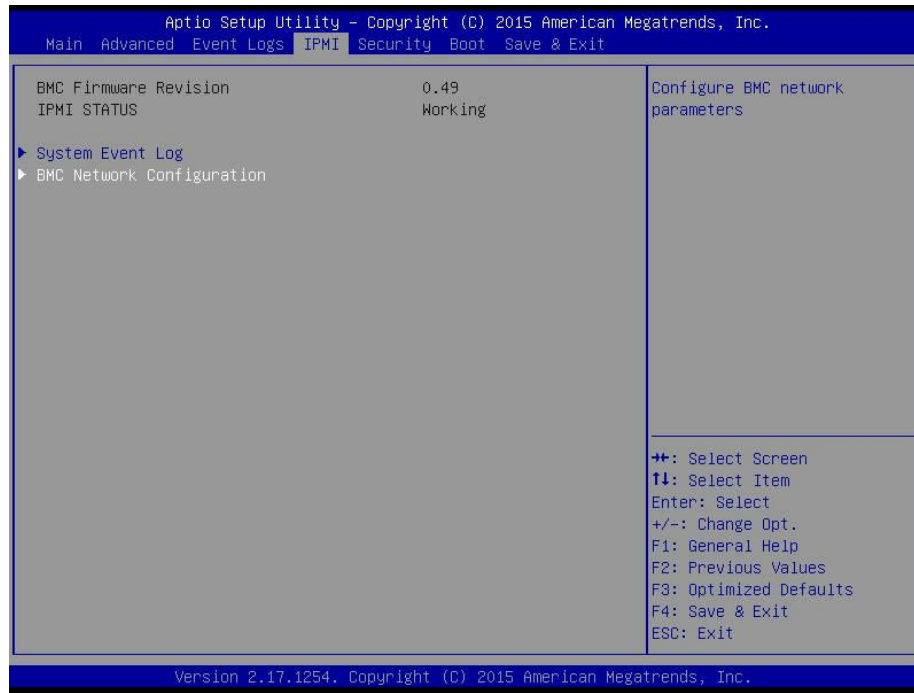 Aptio Setup Utility – Copyright (C) 2015 American Megatrends, Inc.
Main Advanced Event Logs IPMI Security Boot Save & Exit
BMC Firmware Revision 0.49
IPMI STATUS Working
System Event Log
BMC Network Configuration
Configure BMC network
parameters
→←: Select Screen
↑↓: Select Item
Enter: Select
+/-: Change Opt.
F1: General Help
F2: Previous Values
F3: Optimized Defaults
F4: Save & Exit
ESC: Exit
Version 2.17.1254. Copyright (C) 2015 American Megatrends, Inc.